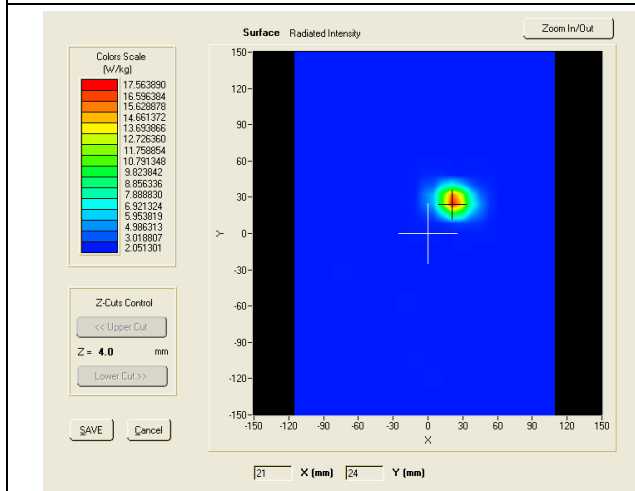 Surface Radiated Intensity
Zoom In/Out
Colors Scale
(W/kg)
17.563890
16.596384
15.628878
14.661372
13.693866
12.726360
11.758854
10.791348
9.823842
8.856336
7.888830
6.921324
5.953819
4.986313
3.018807
2.051301
Z-Cuts Control
<< Upper Cut
Z = 4.0 mm
Lower Cut >>
SAVE Cancel
150
120
90
60
30
0
-30
-60
-90
-120
-150
Y
-150 -120 -90 -60 -30 0 30 60 90 120 150
X
21 X (mm) 24 Y (mm)